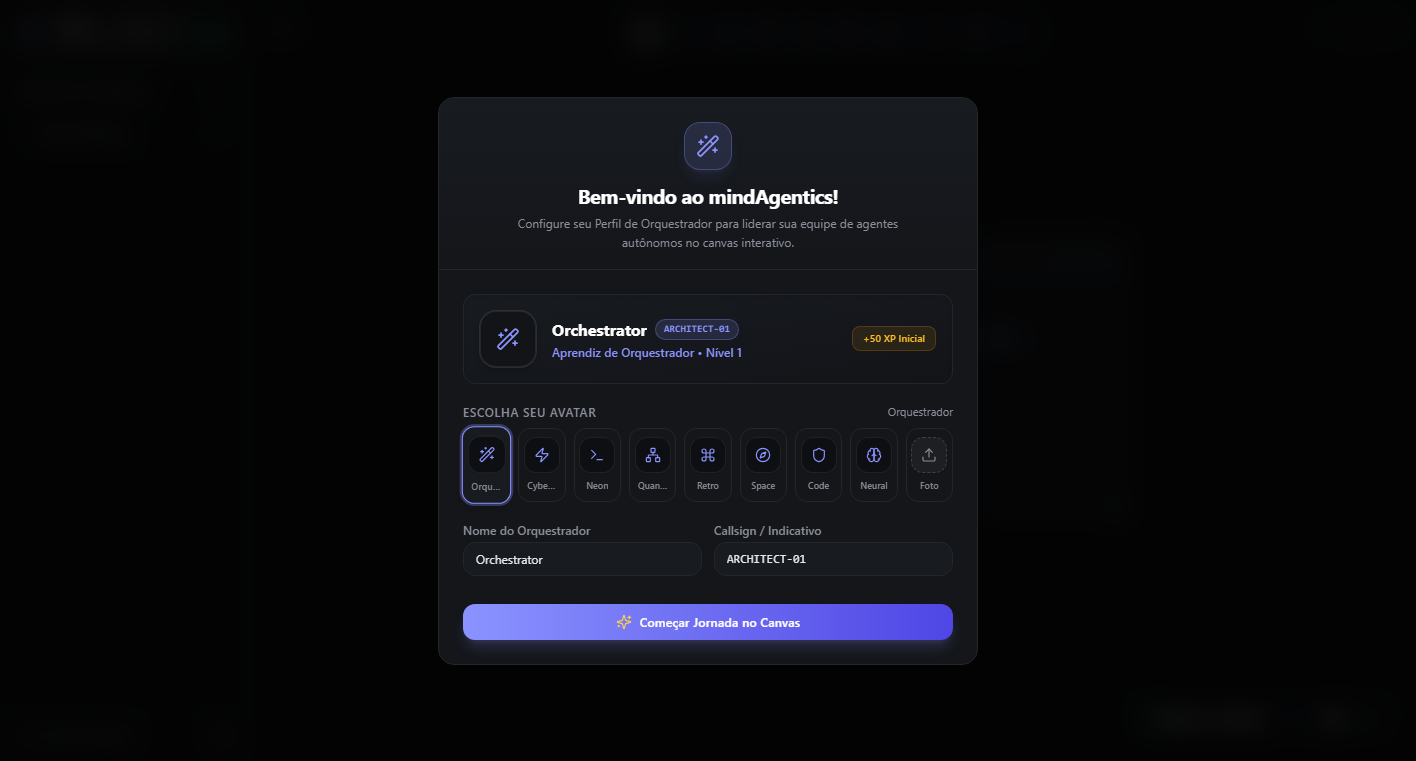 Bem-vindo ao mindAgentics!
Configure seu Perfil de Orquestrador para liderar sua equipe de agentes
autônomos no canvas interativo.
Orchestrator ARCHITECT-01
Aprendiz de Orquestrador • Nível 1
+50 XP Inicial
ESCOLHA SEU AVATAR
Orquestrador
Orqu...
Cybe...
Neon
Quan...
Retro
Space
Code
Neural
Foto
Nome do Orquestrador
Callsign / Indicativo
Orchestrator
ARCHITECT-01
Começar Jornada no Canvas